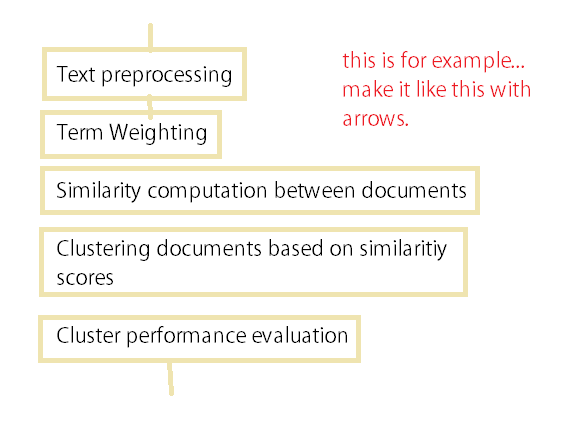 Text preprocessing
Term Weighting
Similarity computation between documents
Clustering documents based on similaritiy
scores
Cluster performance evaluation
this is for example...
make it like this with
arrows.